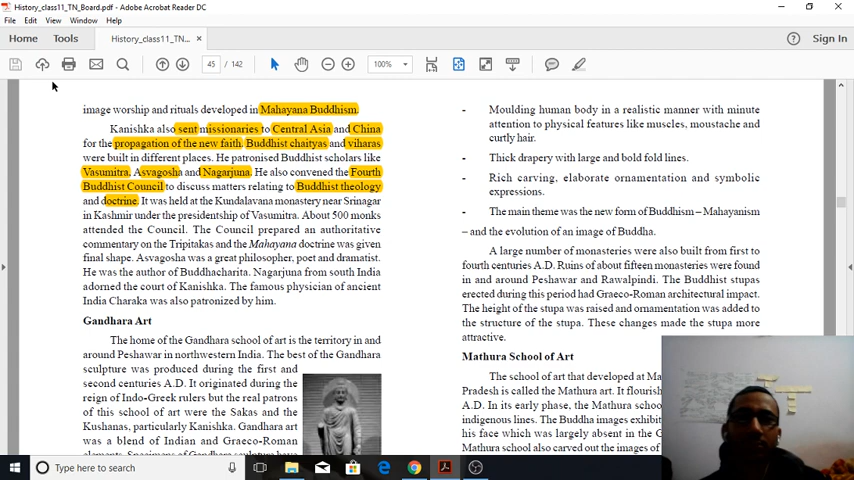 History_class11_TN_Board.pdf - Adobe Acrobat Reader DC
File Edit View Window Help
Home Tools History_class11_TN... × Sign In
45 / 142 100%
image worship and rituals developed in Mahayana Buddhism.
Kanishka also sent missionaries to Central Asia and China
for the propagation of the new faith. Buddhist chaityas and viharas
were built in different places. He patronised Buddhist scholars like
Vasumitra, Asvagosha and Nagarjuna. He also convened the Fourth
Buddhist Council to discuss matters relating to Buddhist theology
and doctrine. It was held at the Kundalavana monastery near Srinagar
in Kashmir under the presidentship of Vasumitra. About 500 monks
attended the Council. The Council prepared an authoritative
commentary on the Tripitakas and the Mahayana doctrine was given
final shape. Asvagosha was a great philosopher, poet and dramatist.
He was the author of Buddhacharita. Nagarjuna from south India
adorned the court of Kanishka. The famous physician of ancient
India Charaka was also patronized by him.
Gandhara Art
The home of the Gandhara school of art is the territory in and
around Peshawar in northwestern India. The best of the Gandhara
sculpture was produced during the first and
second centuries A.D. It originated during the
reign of Indo-Greek rulers but the real patrons
of this school of art were the Sakas and the
Kushanas, particularly Kanishka. Gandhara art
was a blend of Indian and Graeco-Roman
elements. Specimens of Gandhara sculpture have
- Moulding human body in a realistic manner with minute
attention to physical features like muscles, moustache and
curtly hair.
- Thick drapery with large and bold fold lines.
- Rich carving, elaborate ornamentation and symbolic
expressions.
- The main theme was the new form of Buddhism – Mahayanism
– and the evolution of an image of Buddha.
A large number of monasteries were also built from first to
fourth centuries A.D. Ruins of about fifteen monasteries were found
in and around Peshawar and Rawalpindi. The Buddhist stupas
erected during this period had Graeco-Roman architectural impact.
The height of the stupa was raised and ornamentation was added to
the structure of the stupa. These changes made the stupa more
attractive.
Mathura School of Art
The school of art that developed at
Pradesh is called the Mathura art. It
A.D. In its early phase, the Mathura
indigenous lines. The Buddha images
his face which was largely absent in the
Mathura school also carved out the images of
Type here to search